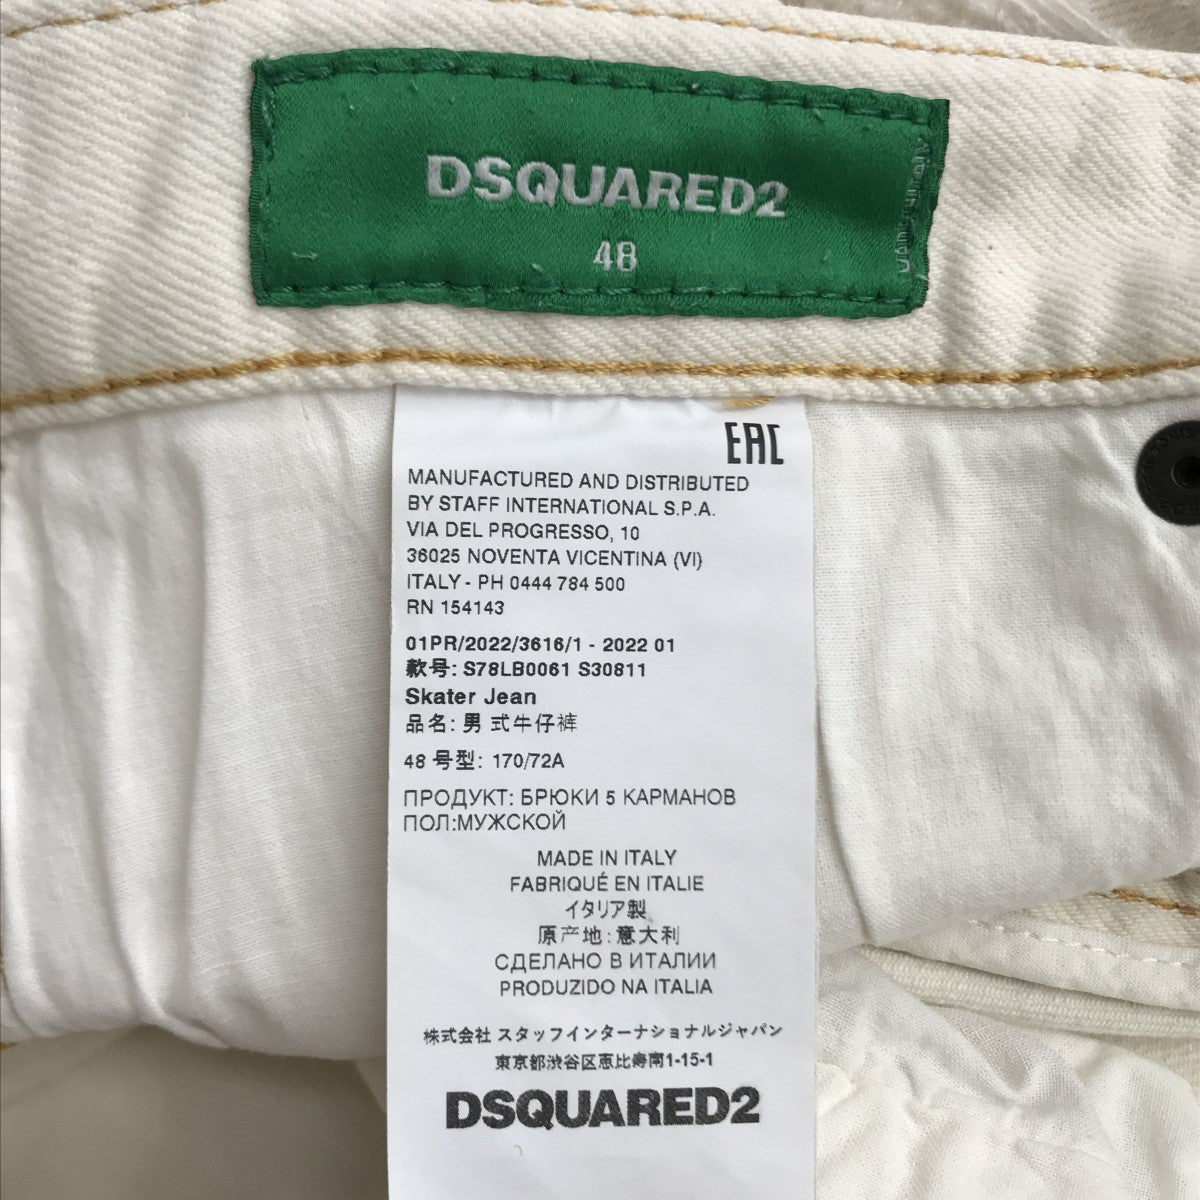 DSQUARED2
48
EAC
MANUFACTURED AND DISTRIBUTED
BY STAFF INTERNATIONAL S.P.A.
VIA DEL PROGRESSO, 10
36025 NOVENTA VICENTINA (VI)
ITALY - PH 0444 784 500
RN 154143
01PR/2022/3616/1 - 2022 01
款号: S78LB0061 S30811
Skater Jean
品名: 男 式牛仔裤
48 号型: 170/72A
ПРОДУКТ: БРЮКИ 5 КАРМАНОВ
ПОЛ:МУЖСКОЙ
MADE IN ITALY
FABRIQUÉ EN ITALIE
イタリア製
原产地: 意大利
СДЕЛАНО В ИТАЛИИ
PRODUZIDO NA ITALIA
株式会社 スタッフインターナショナルジャパン
東京都渋谷区恵比寿南1-15-1
DSQUARED2